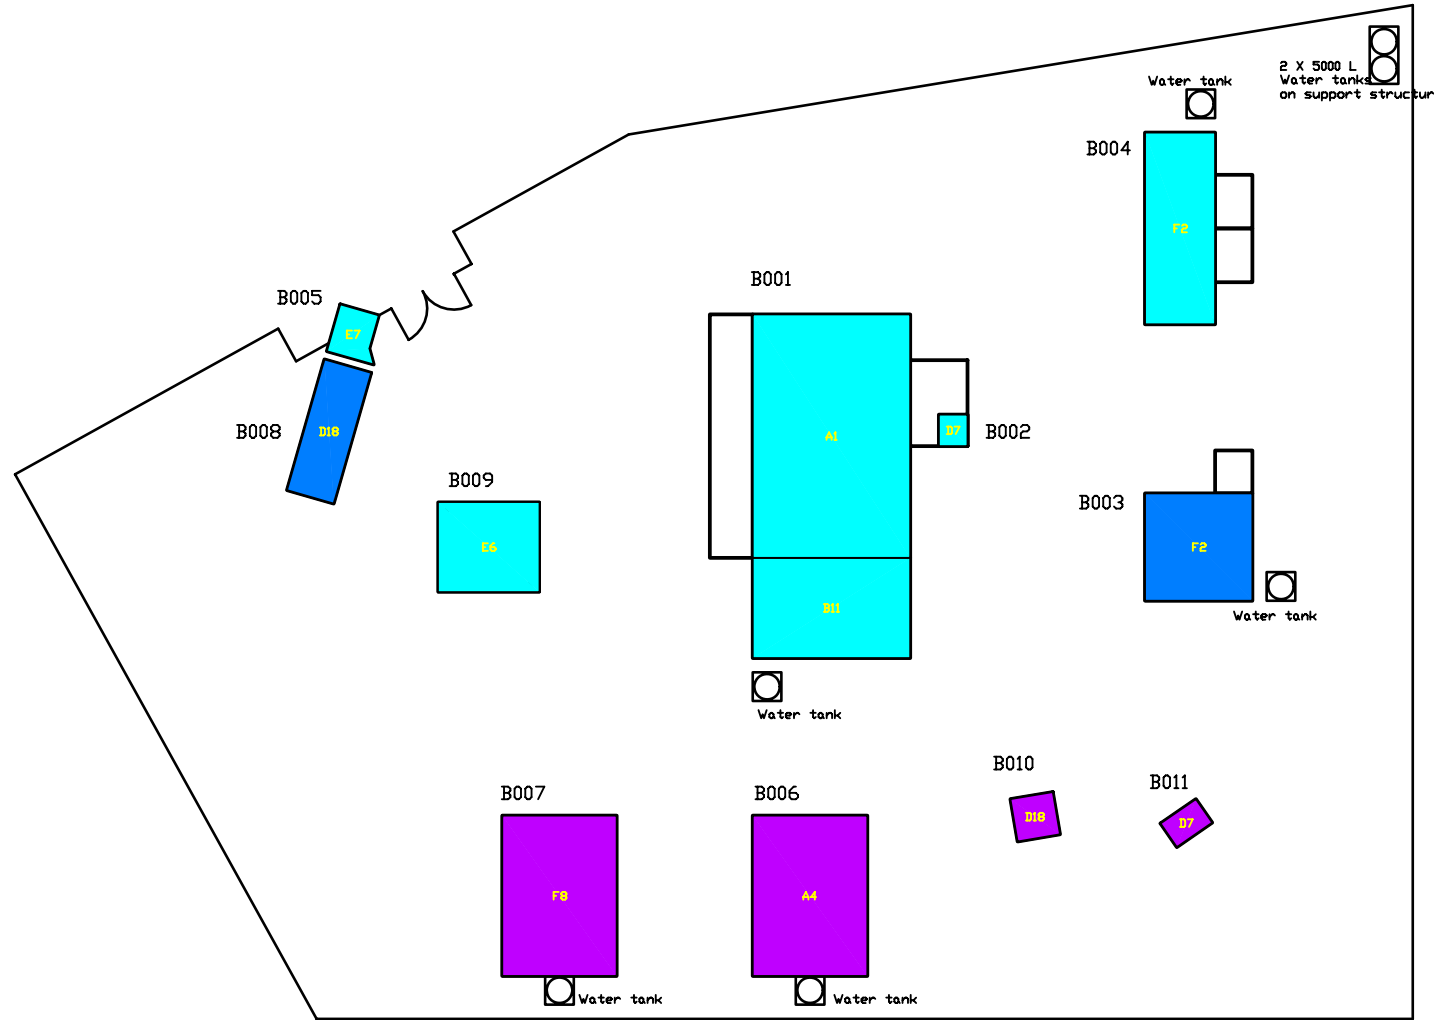 2 X 5000 L
Water tanks
on support structur
Water tank
B004
F2
B001
B005
E7
B008
D18
A1
D7
B002
B009
E6
B003
F2
B11
Water tank
Water tank
B010
D18
B011
D7
B007
B006
F8
A4
Water tank
Water tank